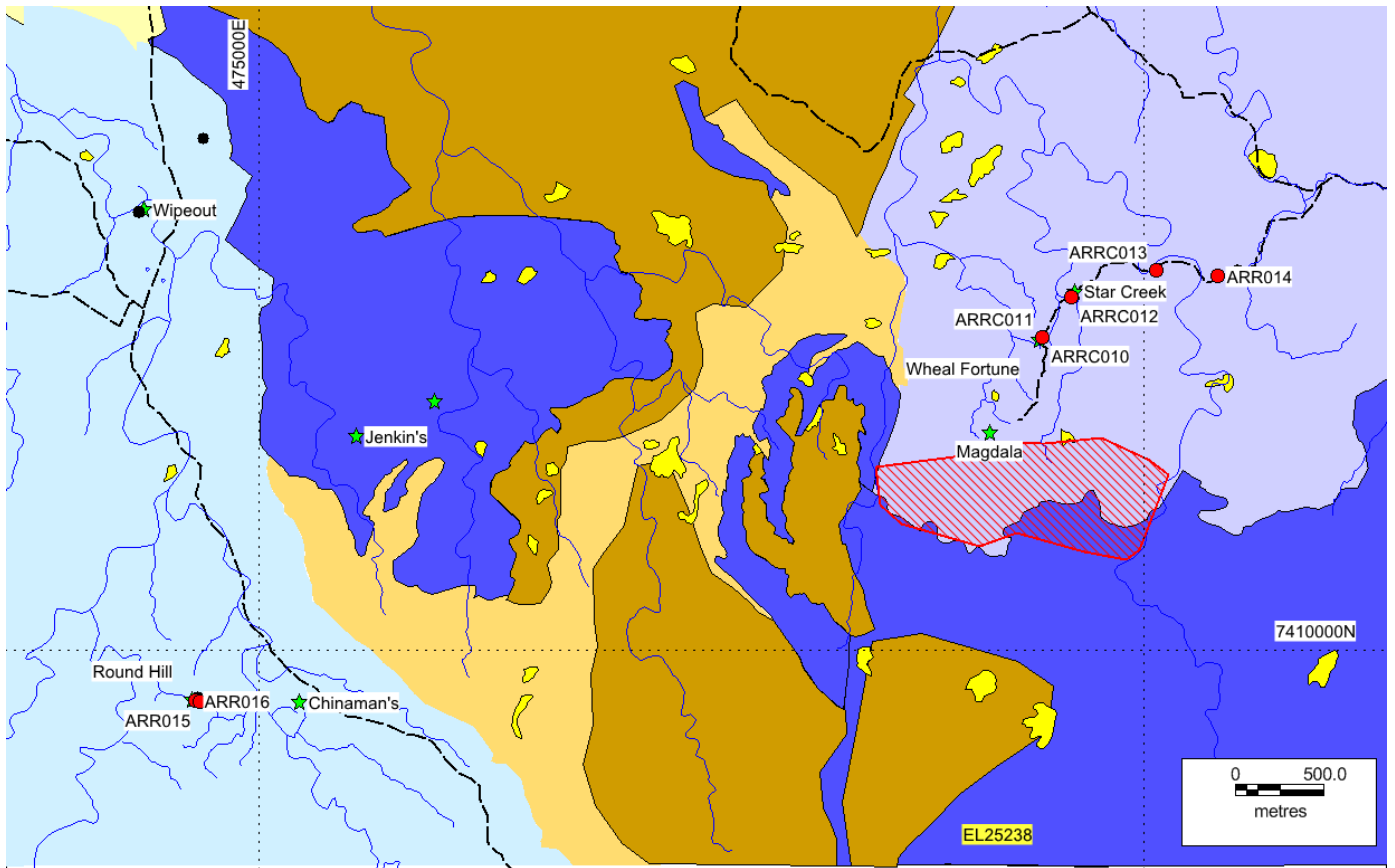 475000E
Wipeout
ARRC013
ARR014
Star Creek
ARRC011
ARRC012
ARRC010
Wheal Fortune
Jenkin's
Magdala
7410000N
Round Hill
ARR016
Chinaman's
ARR015
0 500.0
metres
EL25238